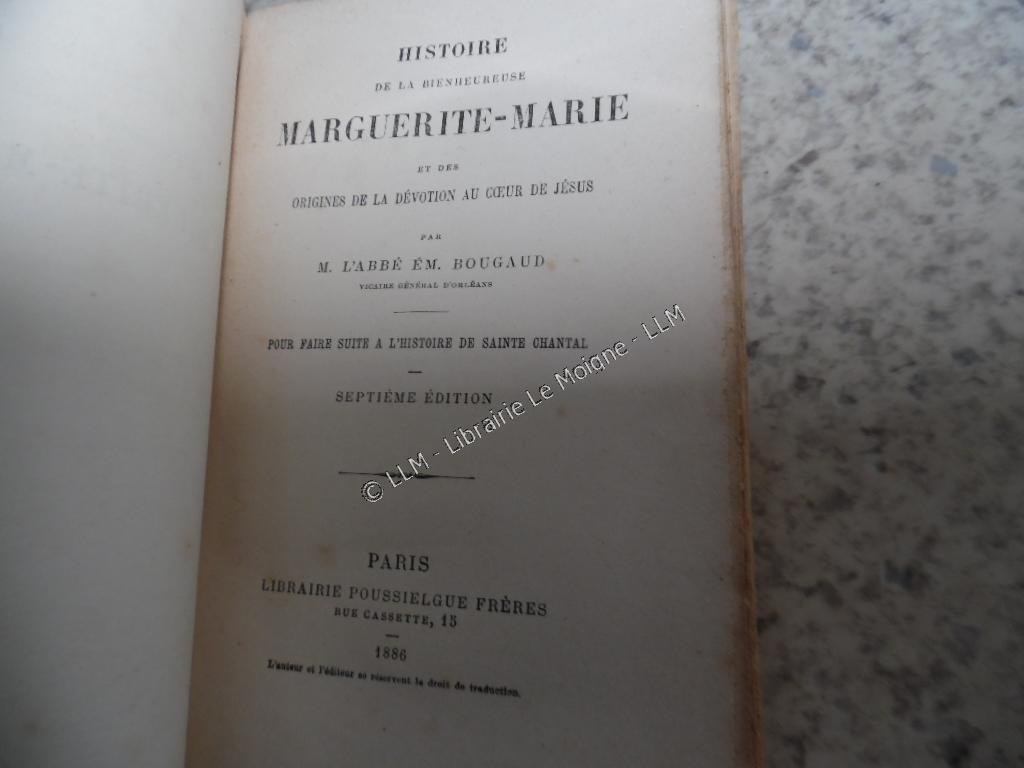 HISTOIRE
DE LA BIENHEUREUSE
MARGUERITE-MARIE
ET DES
ORIGINES DE LA DÉVOTION AU CŒUR DE JÉSUS
PAR
M. L'ABBÉ ÉM. BOUGAUD
VICAIRE GÉNÉRAL D'ORLÉANS
POUR FAIRE SUITE A L'HISTOIRE DE SAINTE CHANTAL
SEPTIÈME ÉDITION
© LLM - Librairie Le Moigne - LLM
PARIS
LIBRAIRIE POUSSIELGUE FRÈRES
RUE CASSETTE, 15
1886
L'auteur et l'éditeur se réservent le droit de traduction.